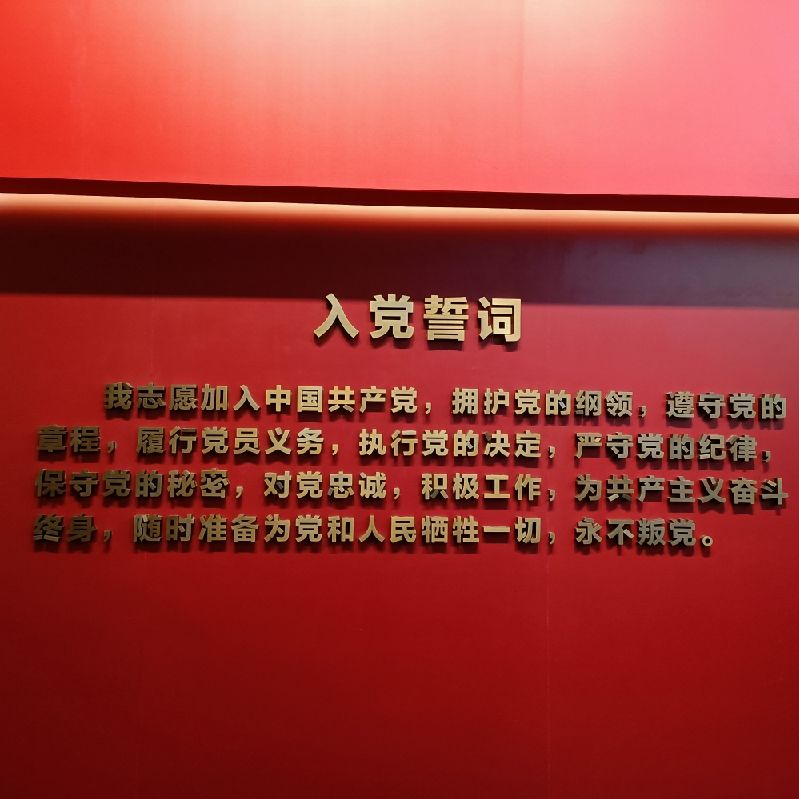 入党誓词
我志愿加入中国共产党，拥护党的纲领，遵守党的
章程，履行党员义务，执行党的决定，严守党的纪律，
保守党的秘密，对党忠诚，积极工作，为共产主义奋斗
终身，随时准备为党和人民牺牲一切，永不叛党。